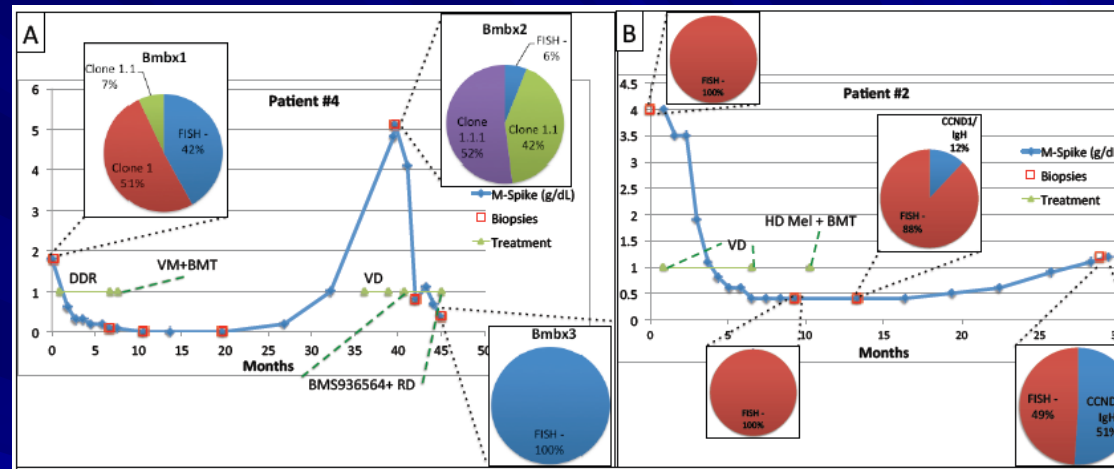 A
Bmbx1
Clone 1.1
7%
FISH -
42%
Clone 1
51%
Patient #4
Bmbx2
FISH -
6%
Clone
1.1.1
52%
Clone 1.1
42%
M-Spike (g/dL)
Biopsies
Treatment
6
5
4
3
2
1
0
DDR
VM+BMT
VD
0
5
10
15
20
25
30
35
40
45
50
Months
BMS936564+ RD
Bmbx3
FISH -
100%
B
FISH -
100%
Patient #2
4.5
4
3.5
3
2.5
2
1.5
1
0.5
0
CCND1/
IgH
12%
FISH -
88%
M-Spike (g/dL
Biopsies
Treatment
HD Mel + BMT
VD
0
5
10
15
20
25
Months
FISH -
100%
FISH -
49%
CCND1/
IgH
51%